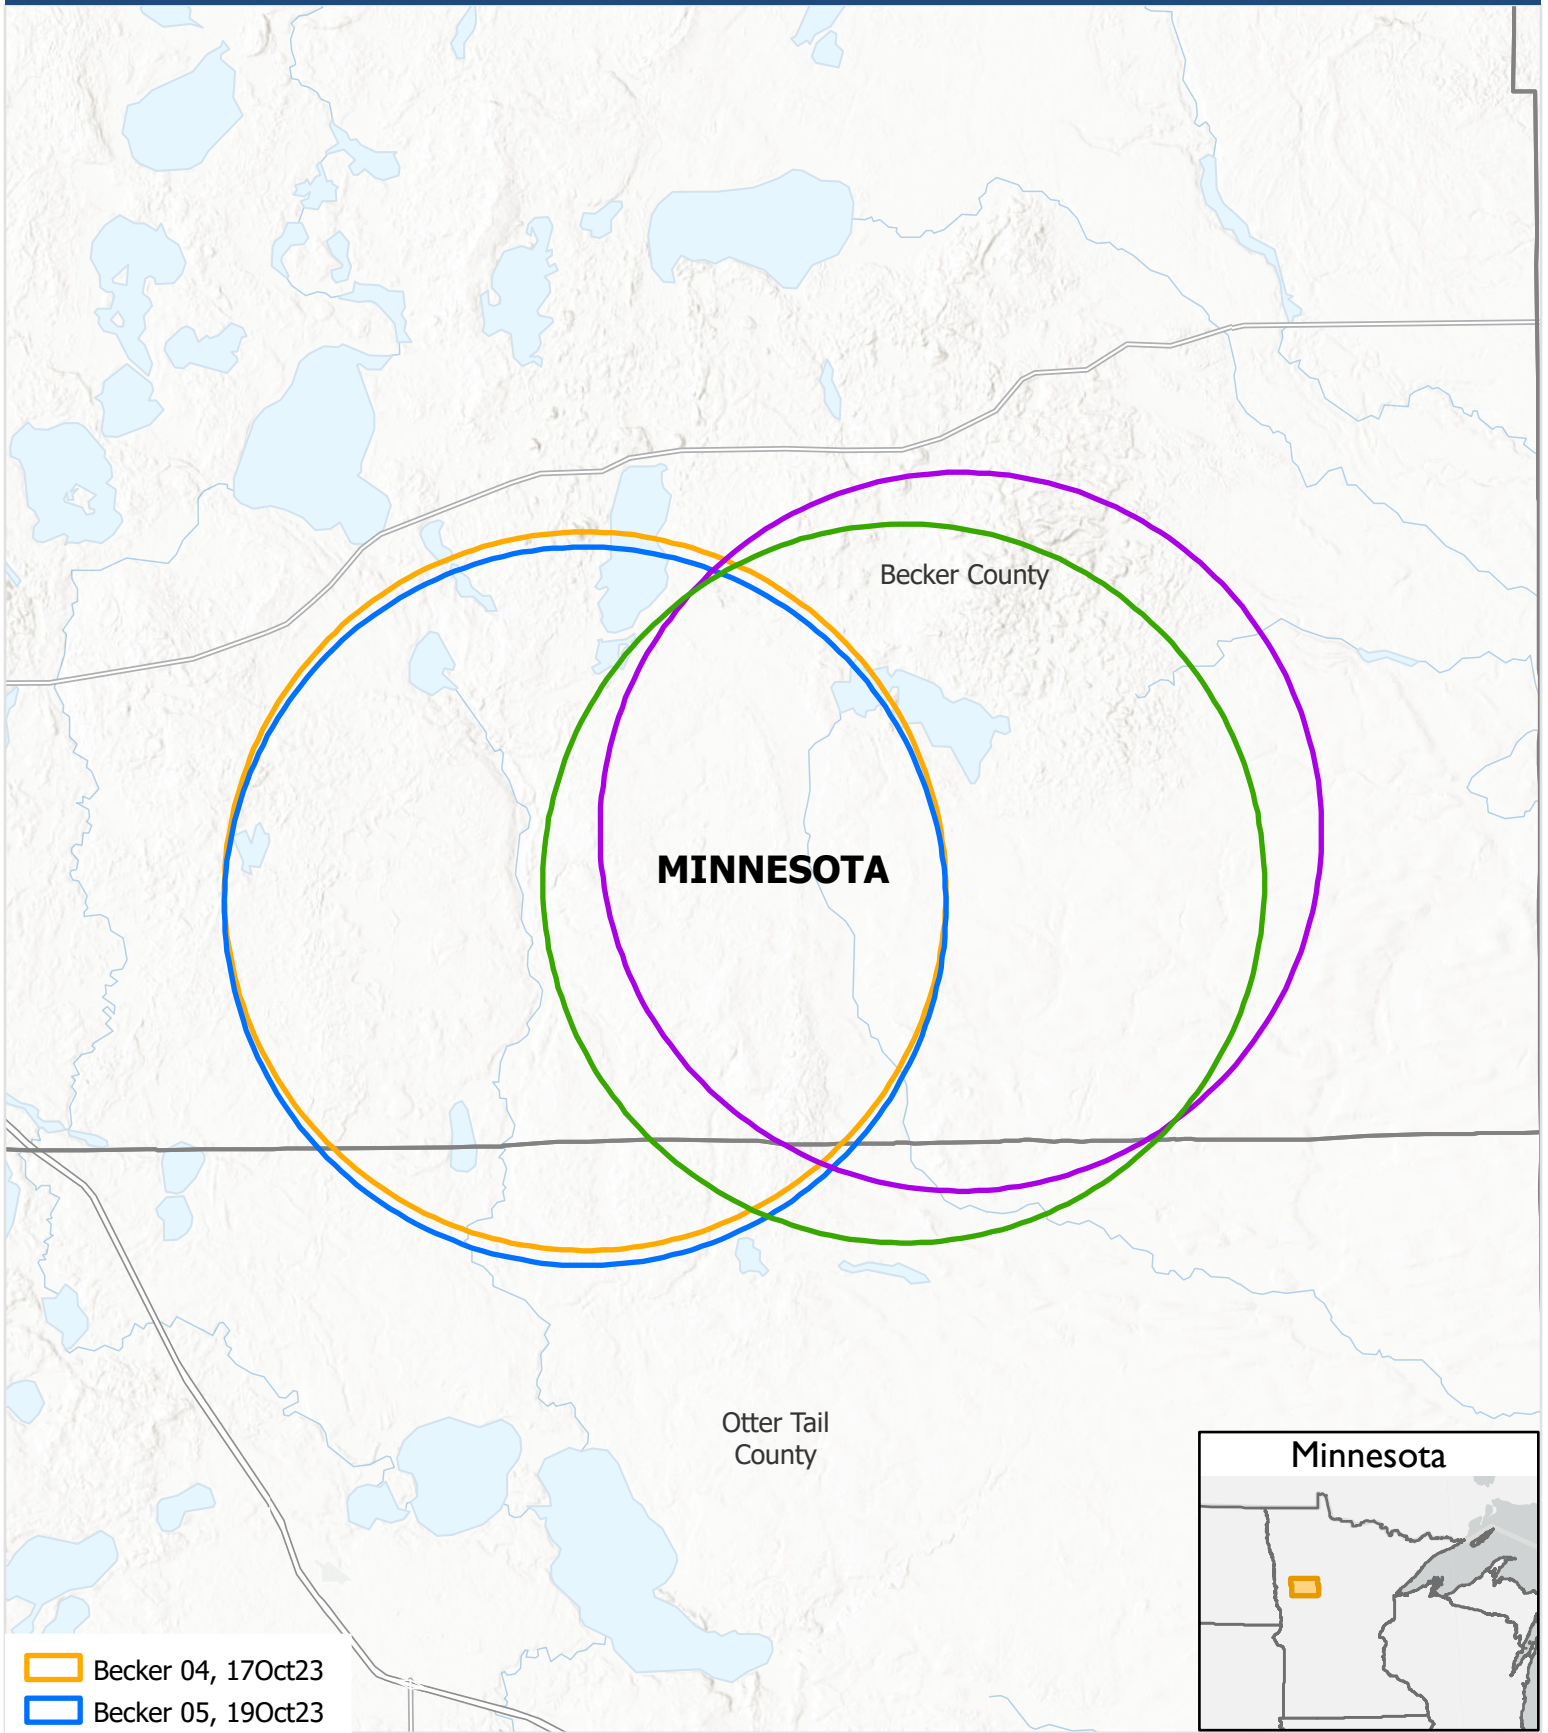 Becker County
MINNESOTA
Otter Tail
County
Minnesota
Becker 04, 17Oct23
Becker 05, 19Oct23